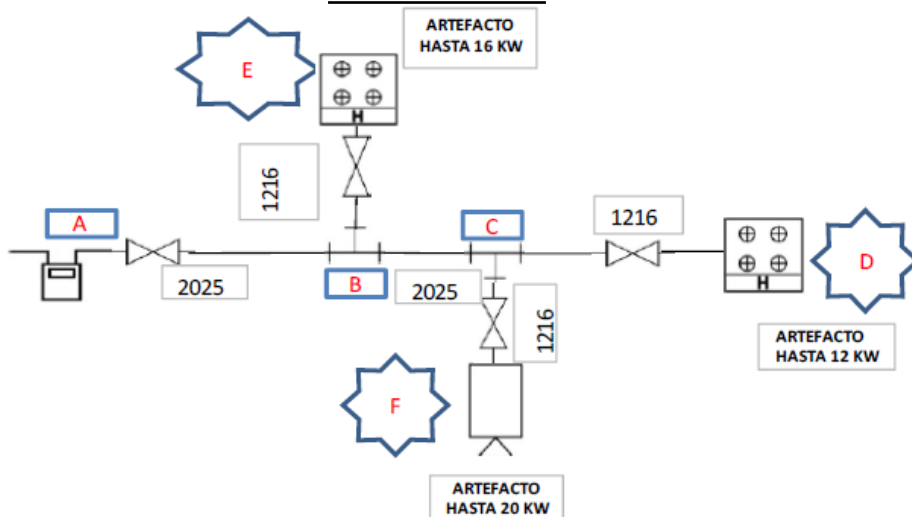 ARTEFACTO
HASTA 16 KW
E
H
1216
A
1216
C
D
H
2025
B
2025
1216
ARTEFACTO
HASTA 12 KW
F
ARTEFACTO
HASTA 20 KW